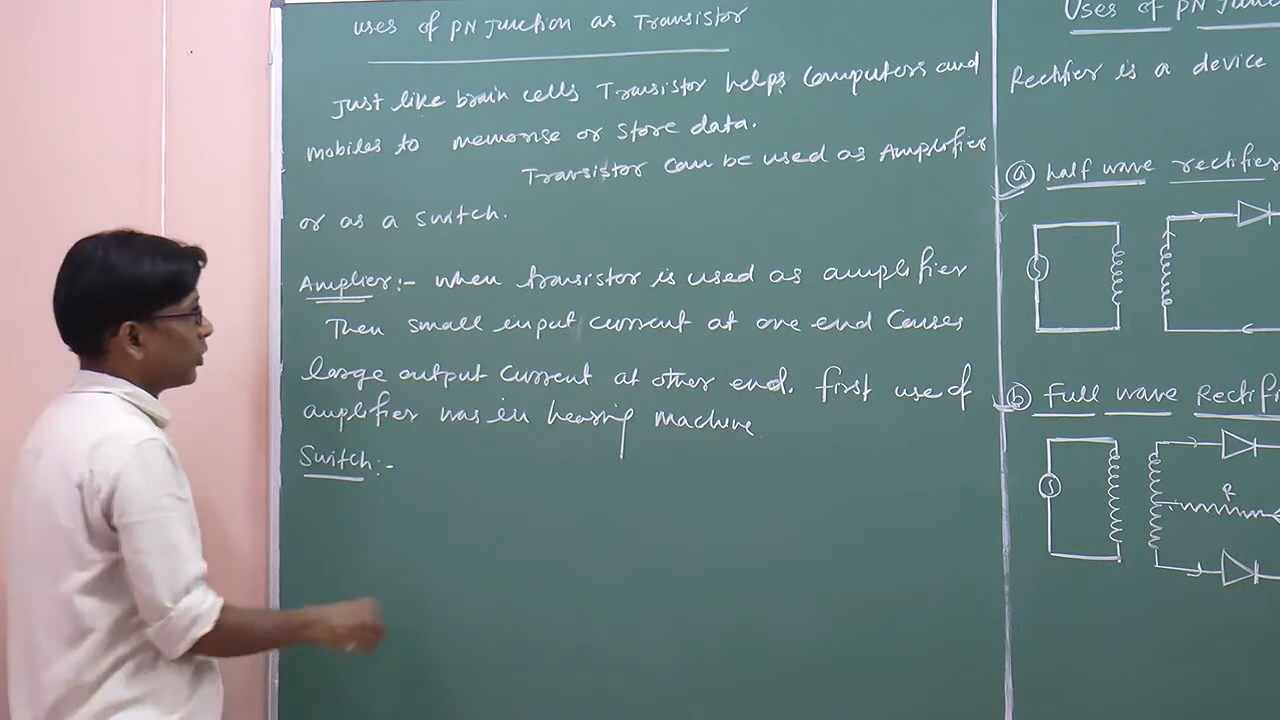 Uses of PN Junction as Transistor
Just like brain cells Transistor helps Computers and
mobiles to memorise or store data.
Transistor can be used as Amplifier
or as a switch.
Amplier:- When transistor is used as amplifier
Then small input current at one end causes
large output current at other end. first use of
amplifier was in hearing machine.
Switch:-
Uses of PN Junc
Rectifier is a device
(a) half wave rectifier
(b) Full wave Rectifi
R